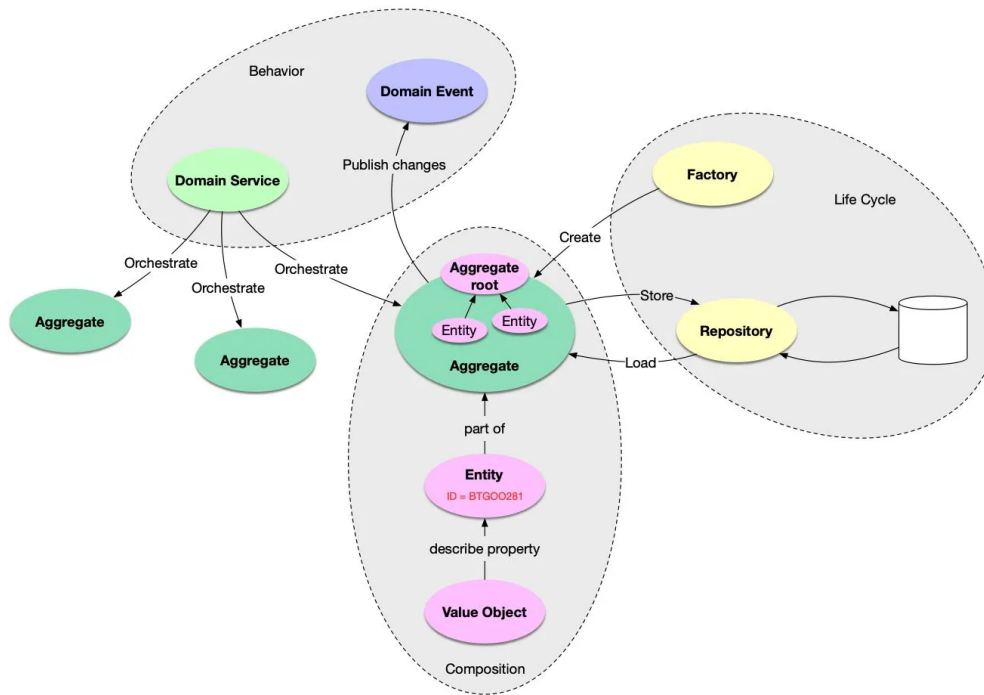 Behavior
Domain Event
Publish changes
Domain Service
Factory
Life Cycle
Create
Orchestrate
Orchestrate
Orchestrate
Aggregate
root
Store
Entity
Entity
Aggregate
Aggregate
Aggregate
Repository
Load
part of
Entity
ID = BTGOO281
describe property
Value Object
Composition